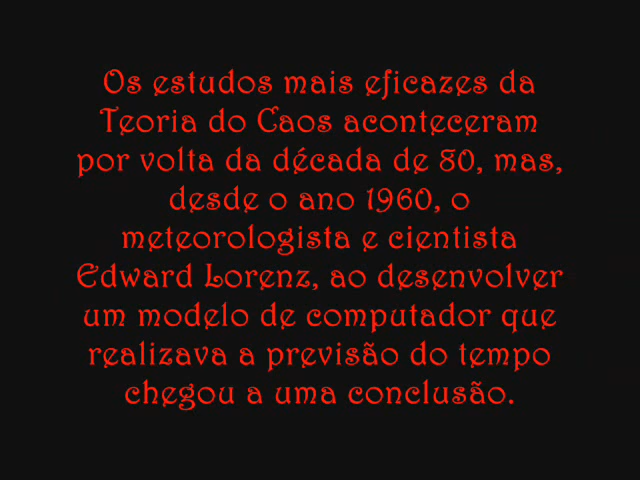 Os estudos mais eficazes da
Teoria do Caos aconteceram
por volta da década de 80, mas,
desde o ano 1960, o
meteorologista e cientista
Edward Lorenz, ao desenvolver
um modelo de computador que
realizava a previsão do tempo
chegou a uma conclusão.